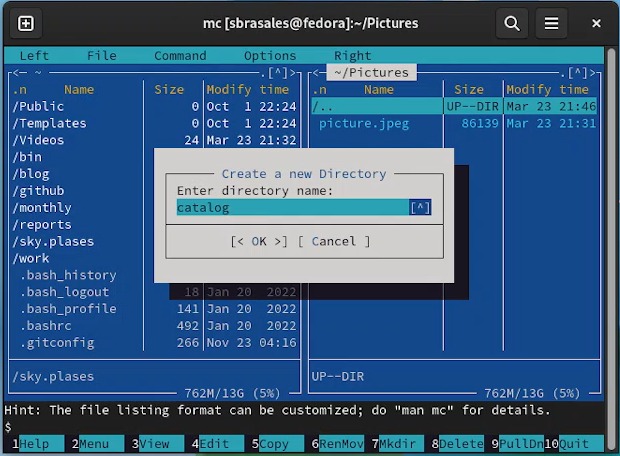 mc [sbrasales@fedora]:~/Pictures
Left File Command Options Right
<- ~ .[^]> <- ~/Pictures .[^]>
.n Name Size Modify time .n Name Size Modify time
/Public 0 Oct 1 22:24 /.. UP--DIR Mar 23 21:46
/Templates 0 Oct 1 22:24 picture.jpeg 86139 Mar 23 21:31
/Videos 24 Mar 23 21:32
/bin
/blog
/github
/monthly
/reports
/sky.plases
/work
.bash_history
.bash_logout 18 Jan 20 2022
.bash_profile 141 Jan 20 2022
.bashrc 492 Jan 20 2022
.gitconfig 266 Nov 23 04:16
Create a new Directory
Enter directory name:
catalog [^]
[< OK >] [ Cancel ]
/sky.plases UP--DIR
762M/13G (5%) 762M/13G (5%)
Hint: The file listing format can be customized; do "man mc" for details.
$
1Help 2Menu 3View 4Edit 5Copy 6RenMov 7Mkdir 8Delete 9PullDn 10Quit